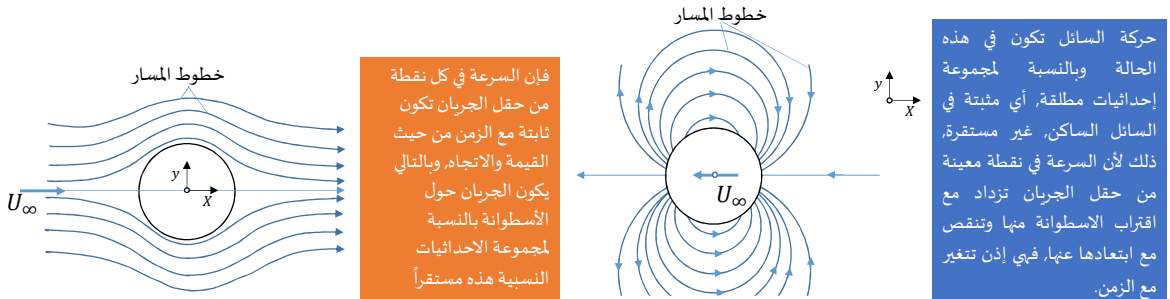 حركة السائل تكون في هذه
الحالة وبالنسبة لمجموعة
إحداثيات مطلقة, أي مثبتة في
السائل الساكن, غير مستقرة,
ذلك لأن السرعة في نقطة معينة
من حقل الجريان تزداد مع
اقتراب الاسطوانة منها وتنقص
مع ابتعادها عنها, فهي إذن تتغير
مع الزمن.
خطوط المسار
y
X
U∞
فإن السرعة في كل نقطة
من حقل الجريان تكون
ثابتة مع الزمن من حيث
القيمة والاتجاه, وبالتالي
يكون الجريان حول
الأسطوانة بالنسبة
لمجموعة الاحداثيات
النسبية هذه مستقراً
خطوط المسار
y
X
U∞